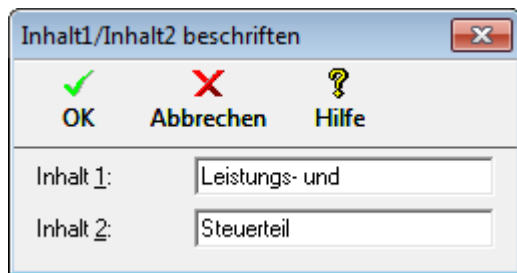 Inhalt1/Inhalt2 beschriften
OK Abbrechen Hilfe
Inhalt 1: Leistungs- und
Inhalt 2: Steuerteil